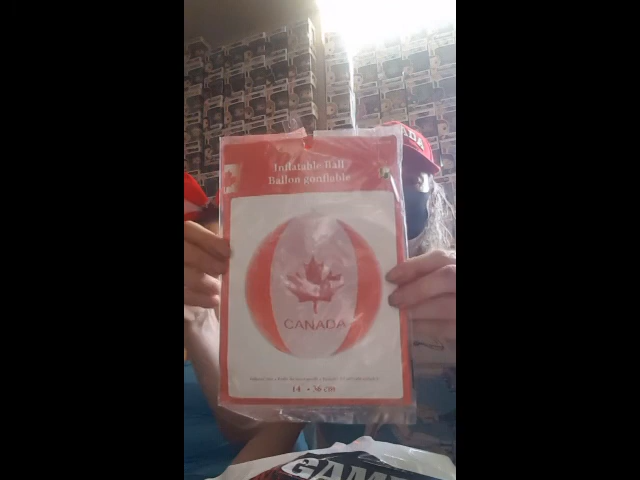 Inflatable Ball
Ballon gonflable
CANADA
14 • 36 cm
GAM